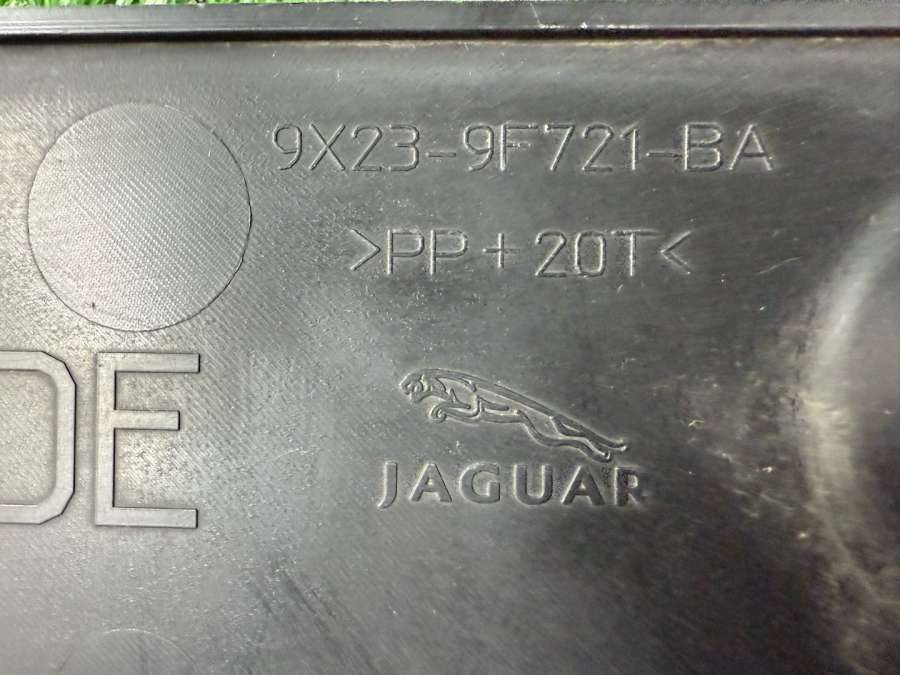 9X23-9F721-BA
>PP+20T<
DE
JAGUAR